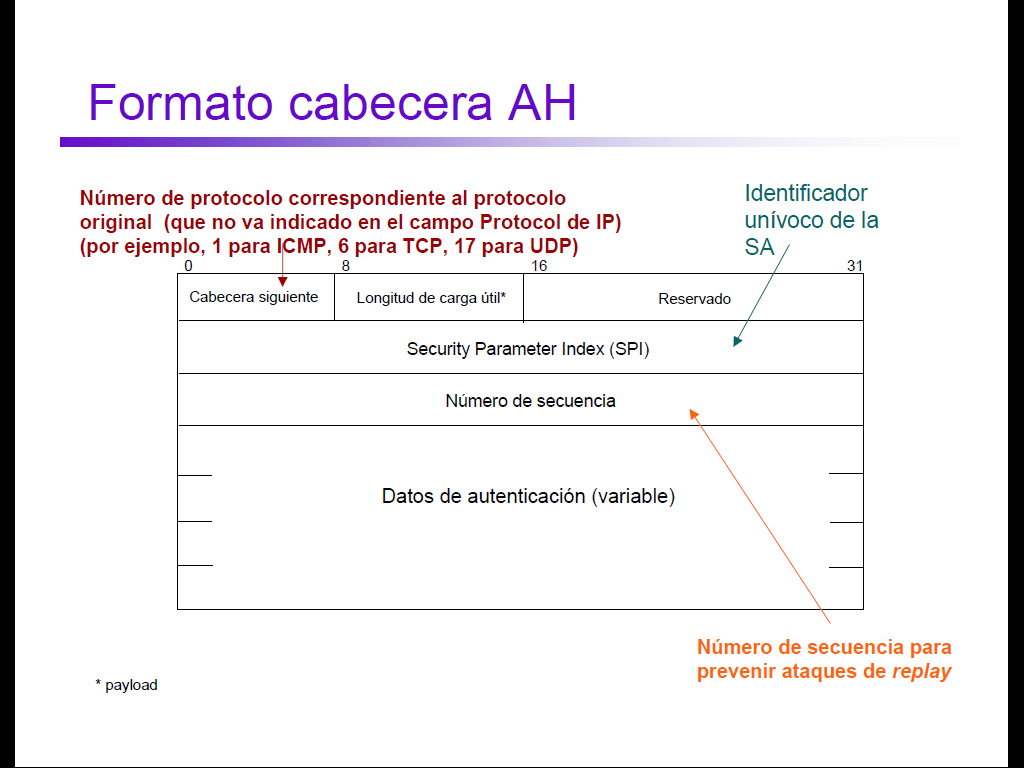 Formato cabecera AH
Número de protocolo correspondiente al protocolo
original (que no va indicado en el campo Protocol de IP)
(por ejemplo, 1 para ICMP, 6 para TCP, 17 para UDP)
Identificador
unívoco de la
SA
0 8 16 31
Cabecera siguiente Longitud de carga útil* Reservado
Security Parameter Index (SPI)
Número de secuencia
Datos de autenticación (variable)
Número de secuencia para
prevenir ataques de replay
* payload